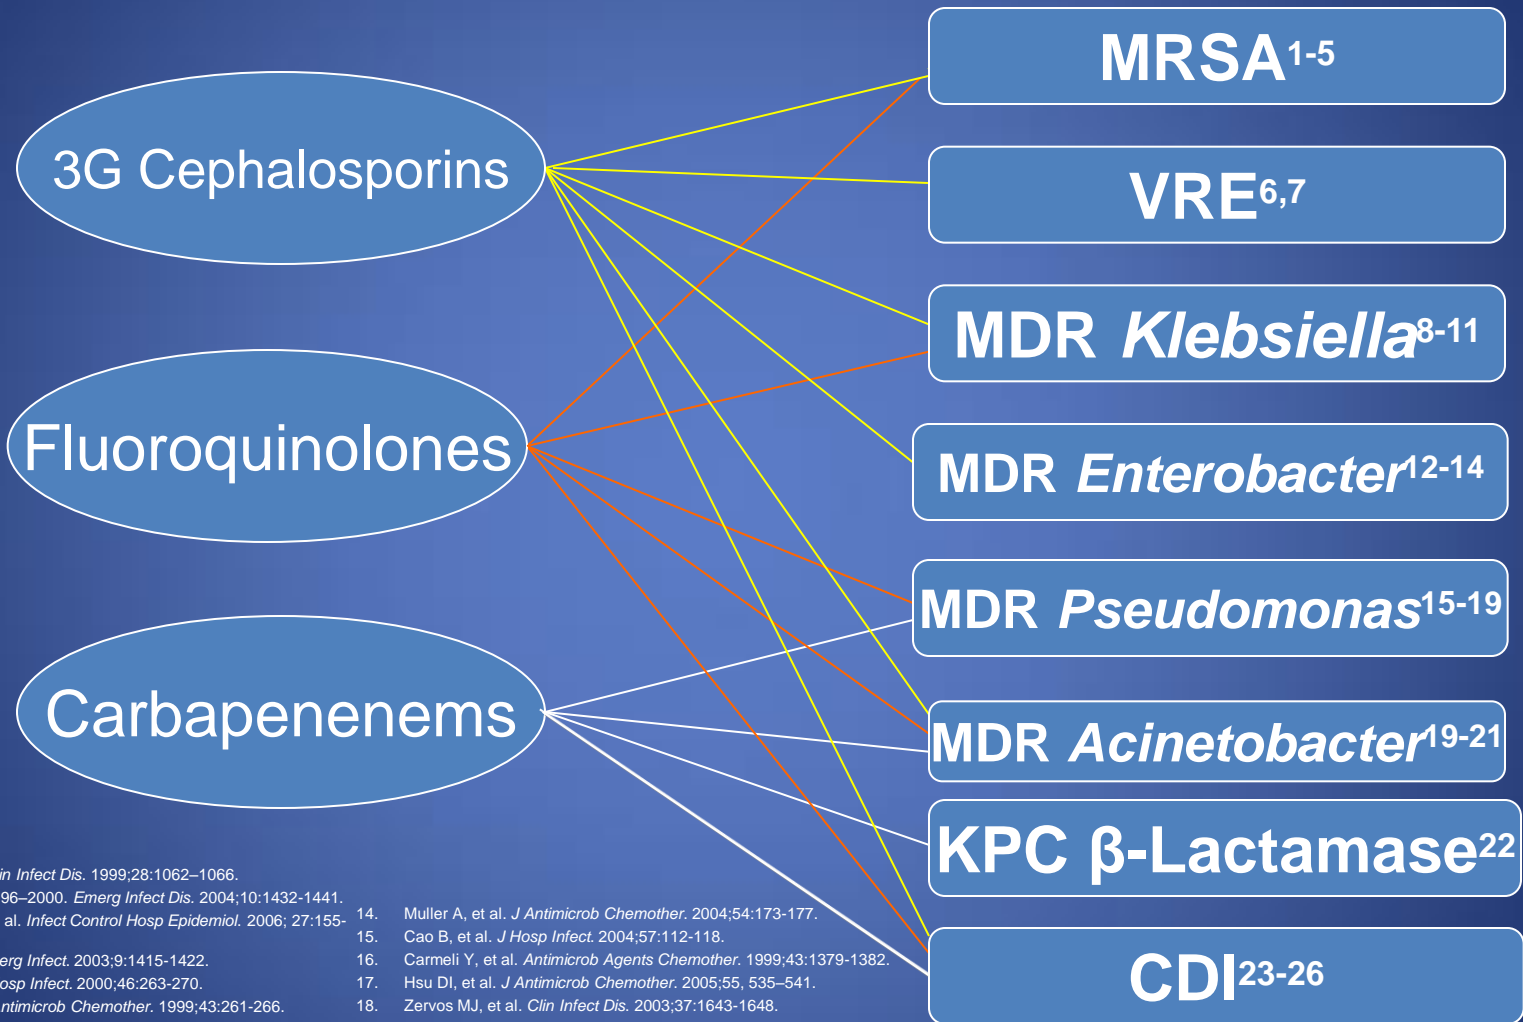 3G Cephalosporins
Fluoroquinolones
Carbapenenems
MRSA1-5
VRE6,7
MDR Klebsiella8-11
MDR Enterobacter12-14
MDR Pseudomonas15-19
MDR Acinetobacter19-21
KPC β-Lactamase22
CDI23-26
Infect Dis. 1999;28:1062–1066.
96–2000. Emerg Infect Dis. 2004;10:1432-1441.
al. Infect Control Hosp Epidemiol. 2006; 27:155-
Infect. 2003;9:1415-1422.
Infect. 2000;46:263-270.
Chemother. 1999;43:261-266.
14. Muller A, et al. J Antimicrob Chemother. 2004;54:173-177.
15. Cao B, et al. J Hosp Infect. 2004;57:112-118.
16. Carmeli Y, et al. Antimicrob Agents Chemother. 1999;43:1379-1382.
17. Hsu DI, et al. J Antimicrob Chemother. 2005;55, 535–541.
18. Zervos MJ, et al. Clin Infect Dis. 2003;37:1643-1648.